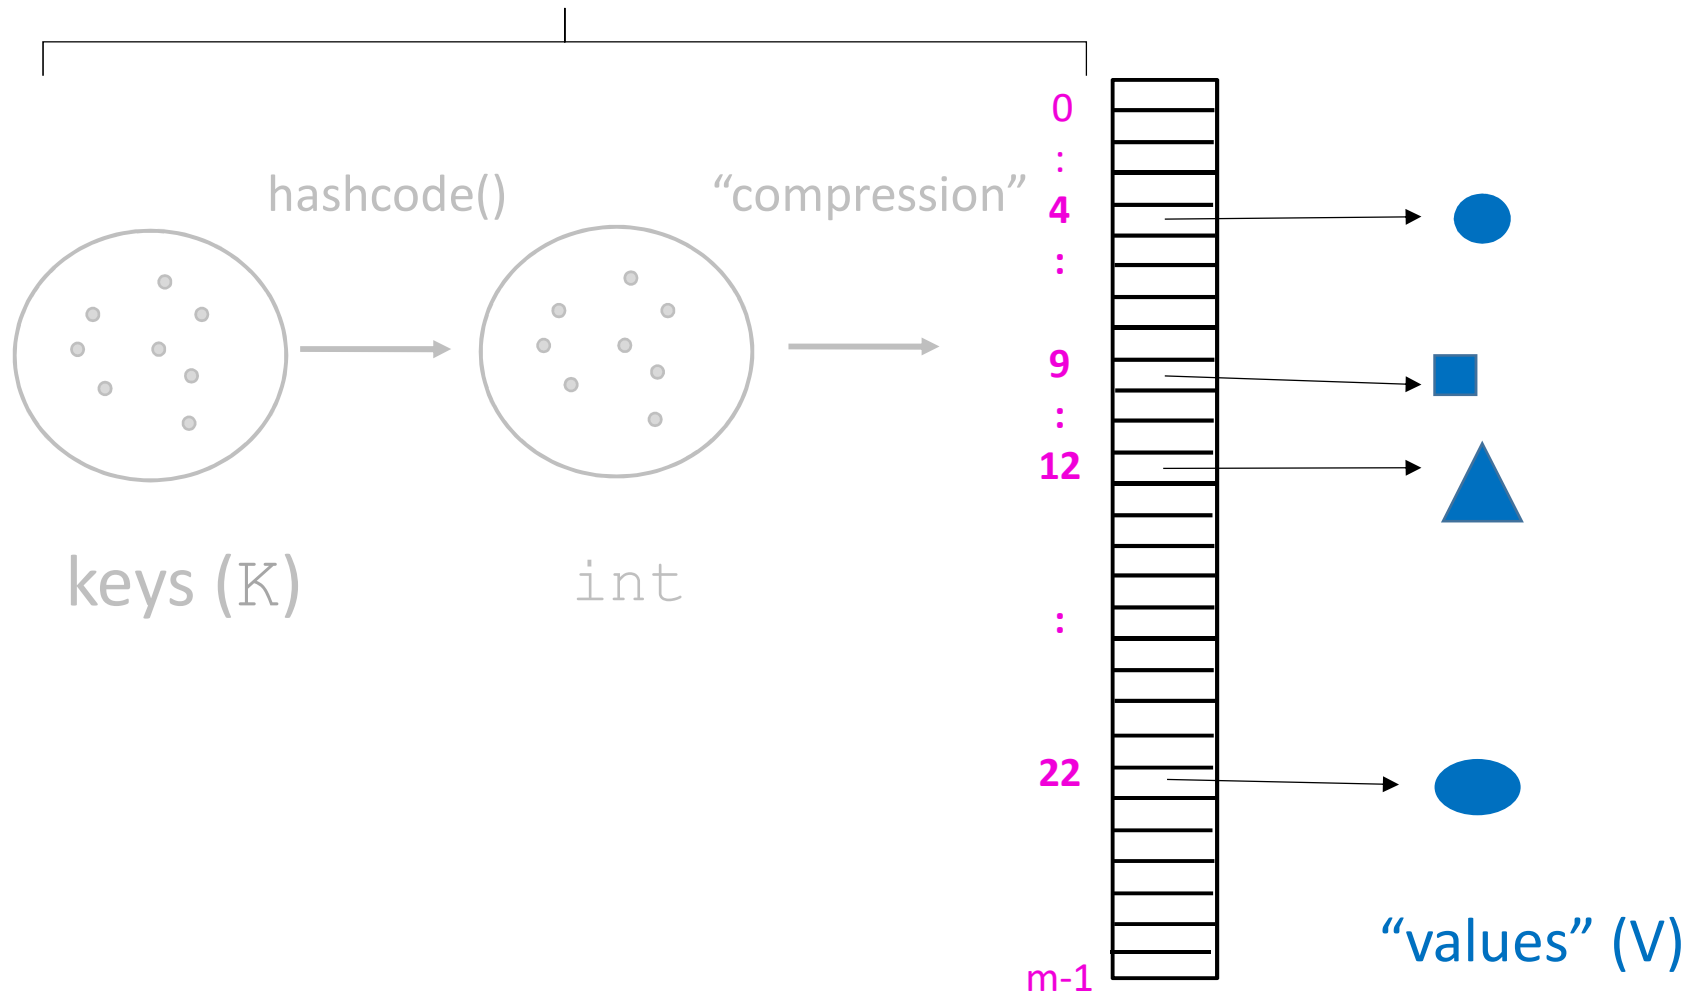 hashcode()
“compression”
keys (K)
int
0
:
4
:
9
:
12
:
22
m-1
“values” (V)